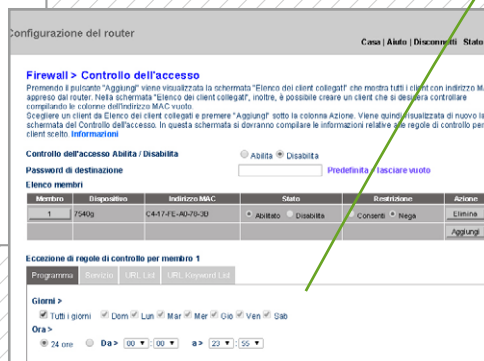 Configurazione del router
Casa | Aiuto | Disconnetti Stato
Firewall > Controllo dell'accesso
Premendo il pulsante "Aggiungi" viene visualizzata la schermata "Elenco dei client collegati" che mostra tutti i client con indirizzo MA
appreso dal router. Nella schermata "Elenco dei client collegati", inoltre, è possibile creare un client che si desidera controllare
compilando le colonne dell'indirizzo MAC vuoto.
Scegliere un client da Elenco dei client collegati e premere "Aggiungi" sotto la colonna Azione. Viene quindi visualizzata di nuovo la
schermata del Controllo dell'accesso. In questa schermata si dovranno compilare le informazioni relative alle regole di controllo per
client scelto. Informazioni
Controllo dell'accesso Abilita / Disabilita Abilita Disabilita
Password di destinazione Predefinita / lasciare vuoto
Elenco membri
Membro Dispositivo Indirizzo MAC Stato Restrizione Azione
1 7540g C4-17-FE-A0-78-3D Abilitato Disabilita Consenti Nega Elimina
Aggiungi
Eccezione di regole di controllo per membro 1
Programma Servizio URL List URL Keyword List
Giorni >
Tutti i giorni Dom Lun Mar Mer Gio Ven Sab
Ora >
24 ore Da > 00 : 00 a > 23 : 55